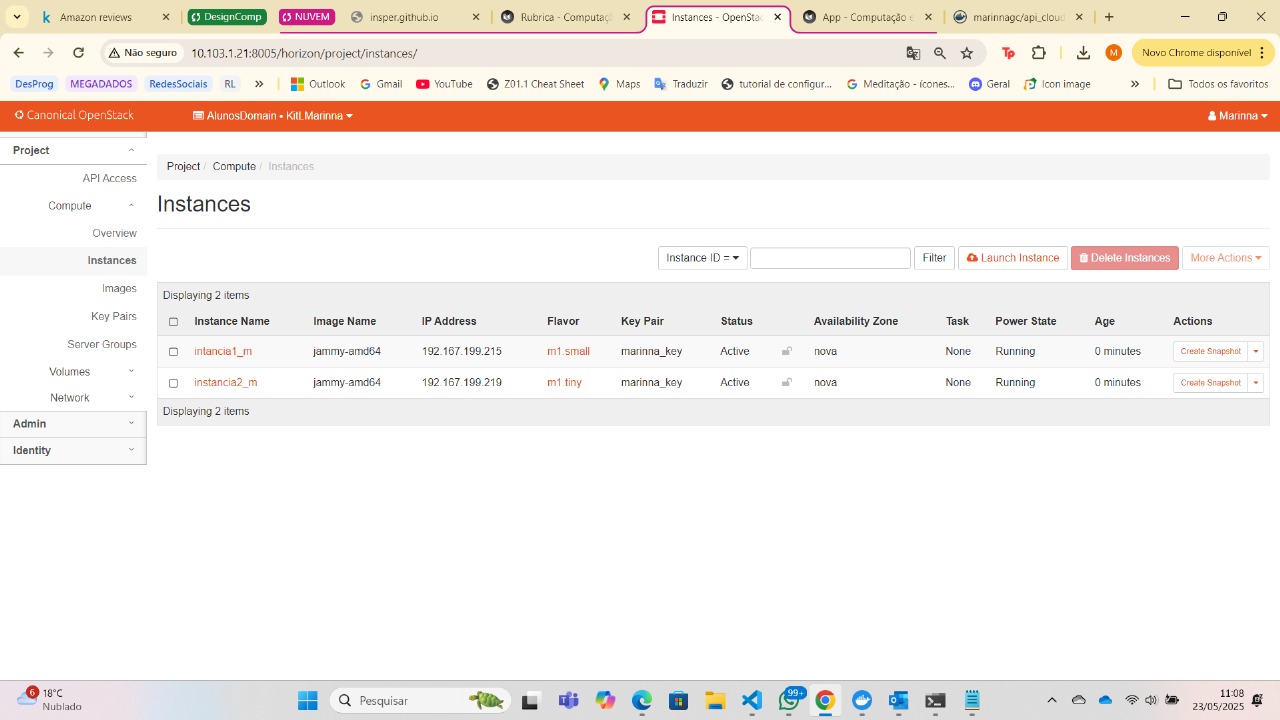 Amazon reviews
DesignComp
NUVEM
insper.github.io
Rubrica - Computaçã
Instances - OpenStac
App - Computação e
marinnagc/api_cloud
Não seguro
10.103.1.21:8005/horizon/project/instances/
M
Novo Chrome disponível
DesProg
MEGADADOS
RedesSociais
RL
Outlook
Gmail
YouTube
Z01.1 Cheat Sheet
Maps
Traduzir
tutorial de configur...
Meditação - ícones...
Geral
Icon image
Todos os favoritos
Canonical OpenStack
AlunosDomain • KitLMarinna
Marinna
Project
API Access
Compute
Overview
Instances
Images
Key Pairs
Server Groups
Volumes
Network
Admin
Identity
Project / Compute / Instances
Instances
Instance ID = Filter Launch Instance Delete Instances More Actions
Displaying 2 items
Instance Name Image Name IP Address Flavor Key Pair Status Availability Zone Task Power State Age Actions
intancia1_m jammy-amd64 192.167.199.215 m1.small marinna_key Active nova None Running 0 minutes Create Snapshot
instancia2_m jammy-amd64 192.167.199.219 m1.tiny marinna_key Active nova None Running 0 minutes Create Snapshot
Displaying 2 items
6
18°C
Nublado
Pesquisar
99+
11:08
23/05/2025